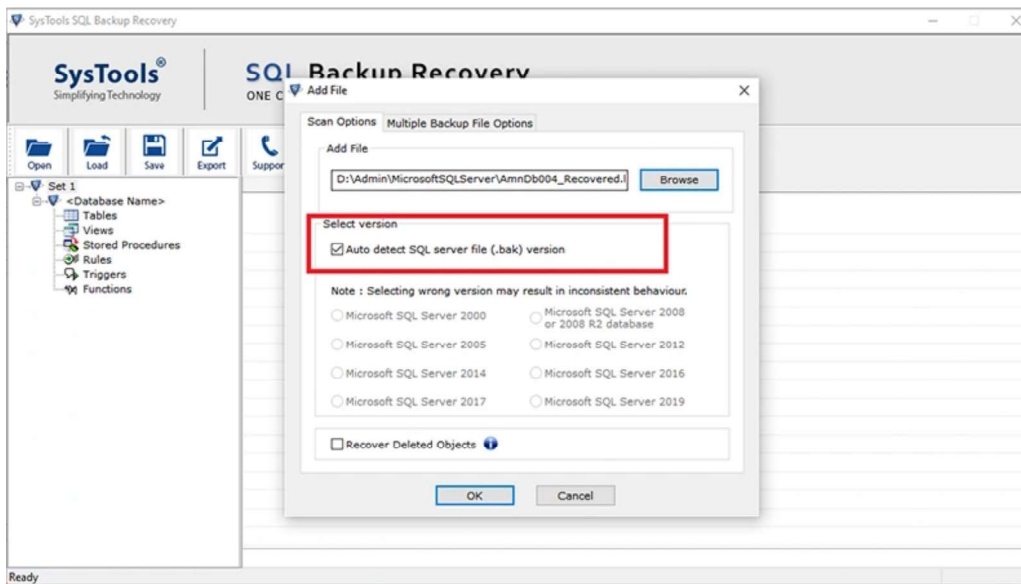 SysTools SQL Backup Recovery
SysTools®
Simplifying Technology
SQL Backup Recovery
ONE C
Open
Load
Save
Export
Suppor
Set 1
<Database Name>
Tables
Views
Stored Procedures
Rules
Triggers
Functions
Add File
Scan Options
Multiple Backup File Options
Add File
D:\Admin\MicrosoftSQLServer\AmnDb004_Recovered.
Browse
Select version
Auto detect SQL server file (.bak) version
Note : Selecting wrong version may result in inconsistent behaviour.
Microsoft SQL Server 2000
Microsoft SQL Server 2008
or 2008 R2 database
Microsoft SQL Server 2005
Microsoft SQL Server 2012
Microsoft SQL Server 2014
Microsoft SQL Server 2016
Microsoft SQL Server 2017
Microsoft SQL Server 2019
Recover Deleted Objects
OK
Cancel
Ready